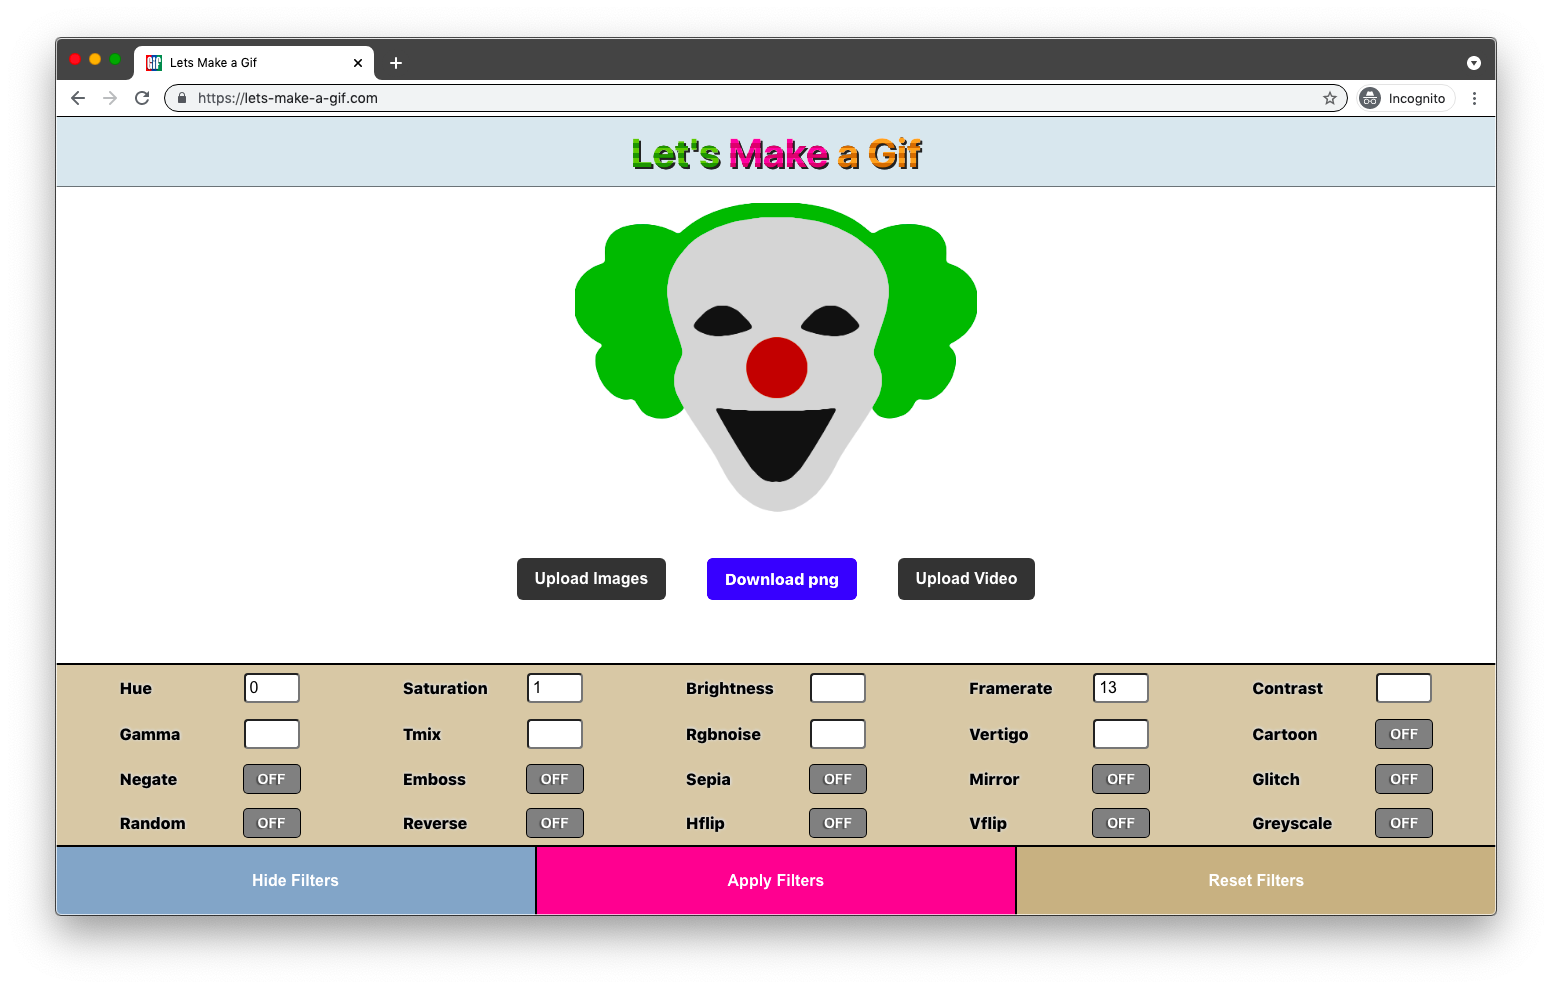 GIF Lets Make a Gif
https://lets-make-a-gif.com
Incognito
Let's Make a Gif
Upload Images
Download png
Upload Video
Hue 0 Saturation 1 Brightness Framerate 13 Contrast
Gamma Tmix Rgbnoise Vertigo Cartoon OFF
Negate OFF Emboss OFF Sepia OFF Mirror OFF Glitch OFF
Random OFF Reverse OFF Hflip OFF Vflip OFF Greyscale OFF
Hide Filters
Apply Filters
Reset Filters